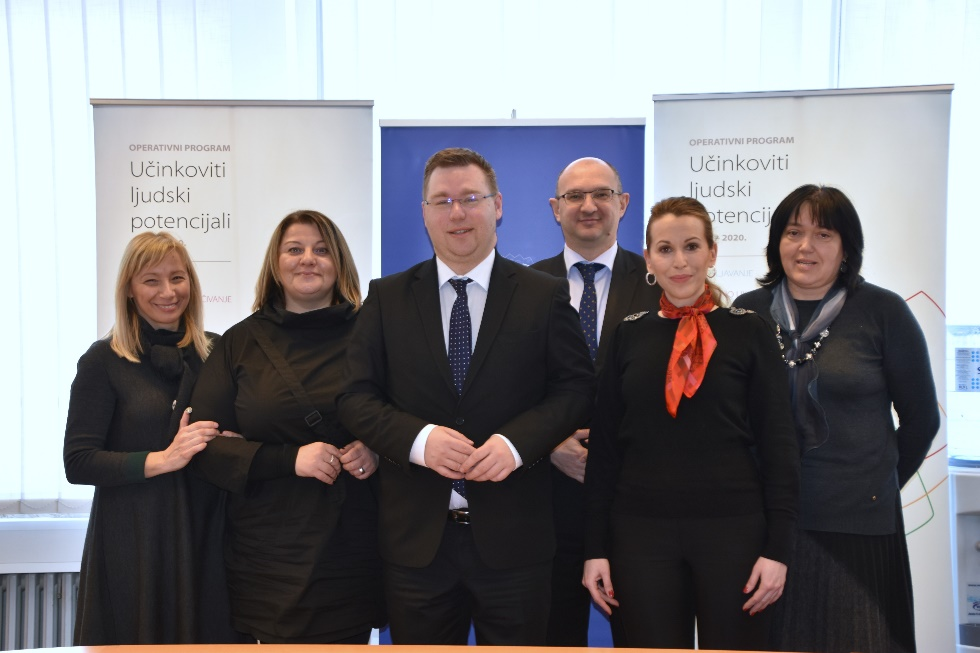 OPERATIVNI PROGRAM
Učinkoviti
ljudski
potencijali
OPERATIVNI PROGRAM
Učinkoviti
ljudski
2020.